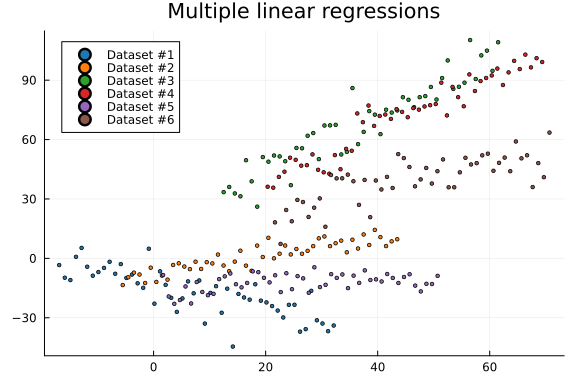 Multiple linear regressions
Dataset #1
Dataset #2
Dataset #3
Dataset #4
Dataset #5
Dataset #6
90
60
30
0
−30
0 20 40 60